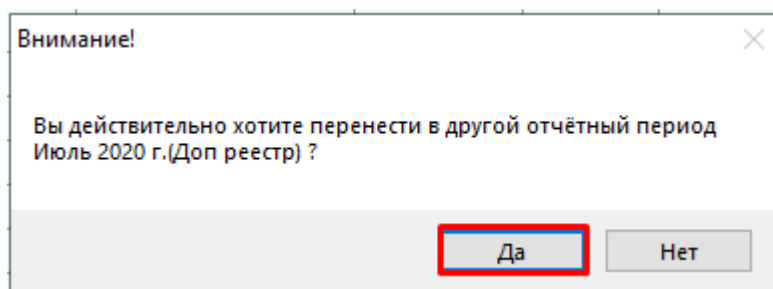 Внимание!
Вы действительно хотите перенести в другой отчётный период
Июль 2020 г.(Доп реестр) ?
Да
Нет